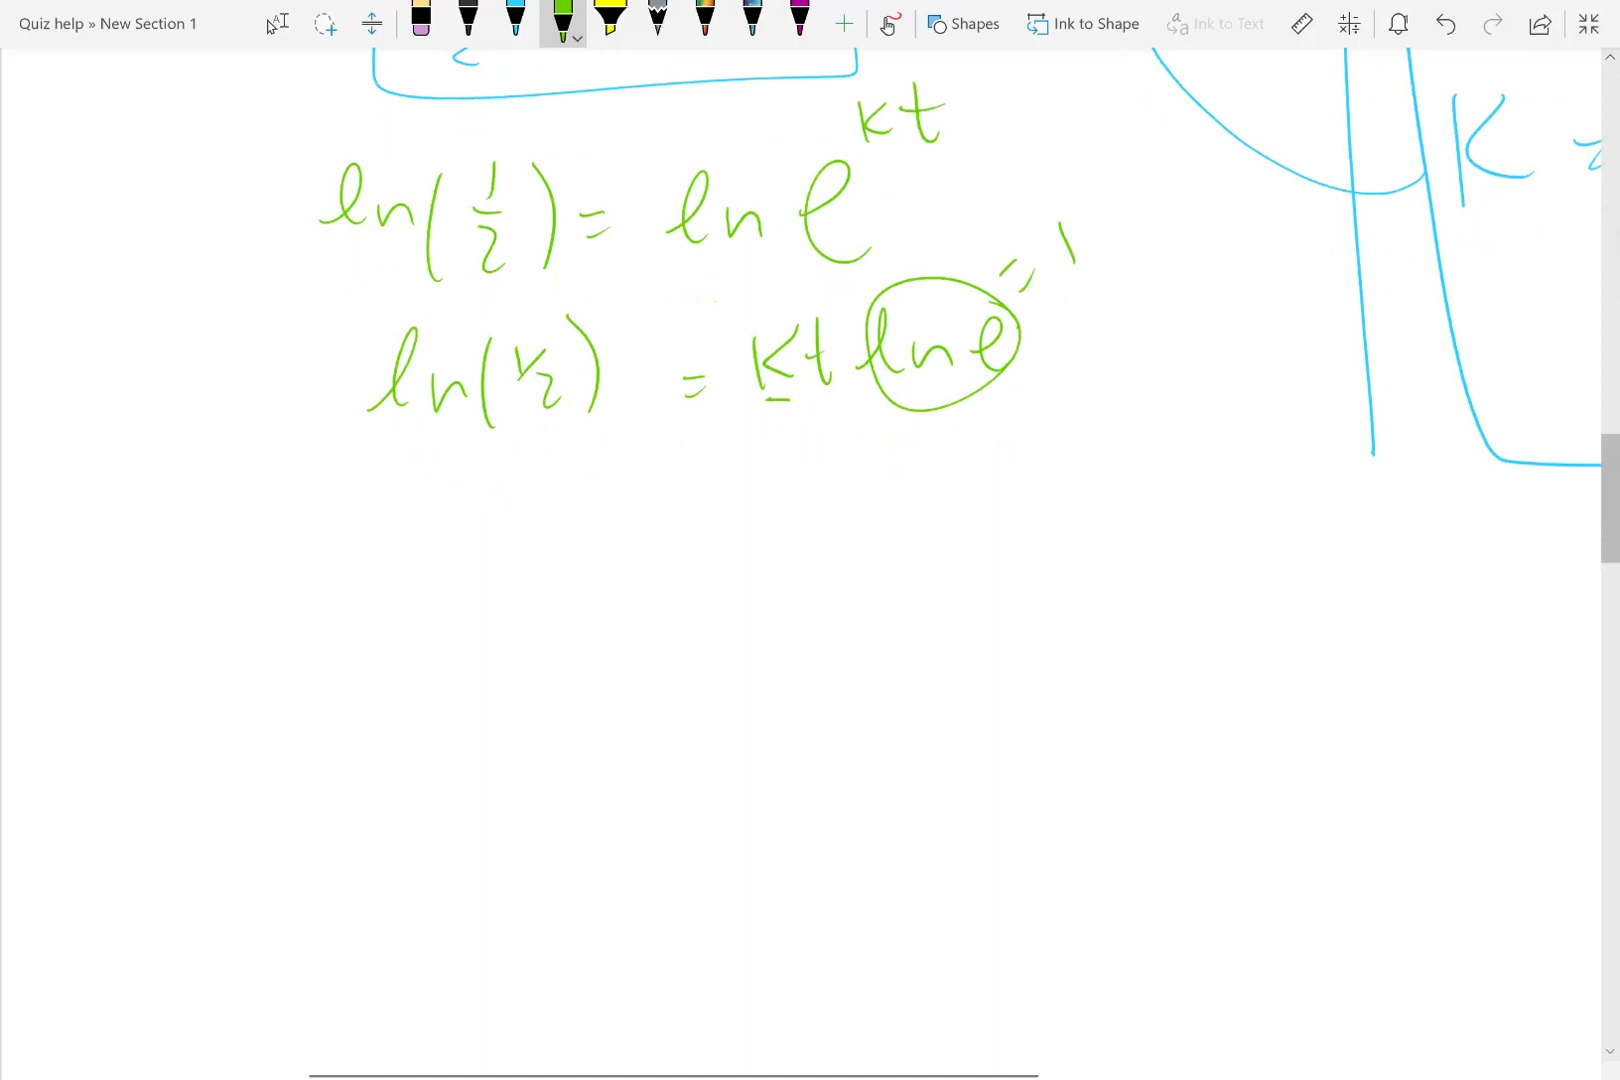 Quiz help » New Section 1
Shapes
Ink to Shape
Ink to Text
kt
ln(1/2) = ln e
K =
= 1
ln(1/2) = kt ln e